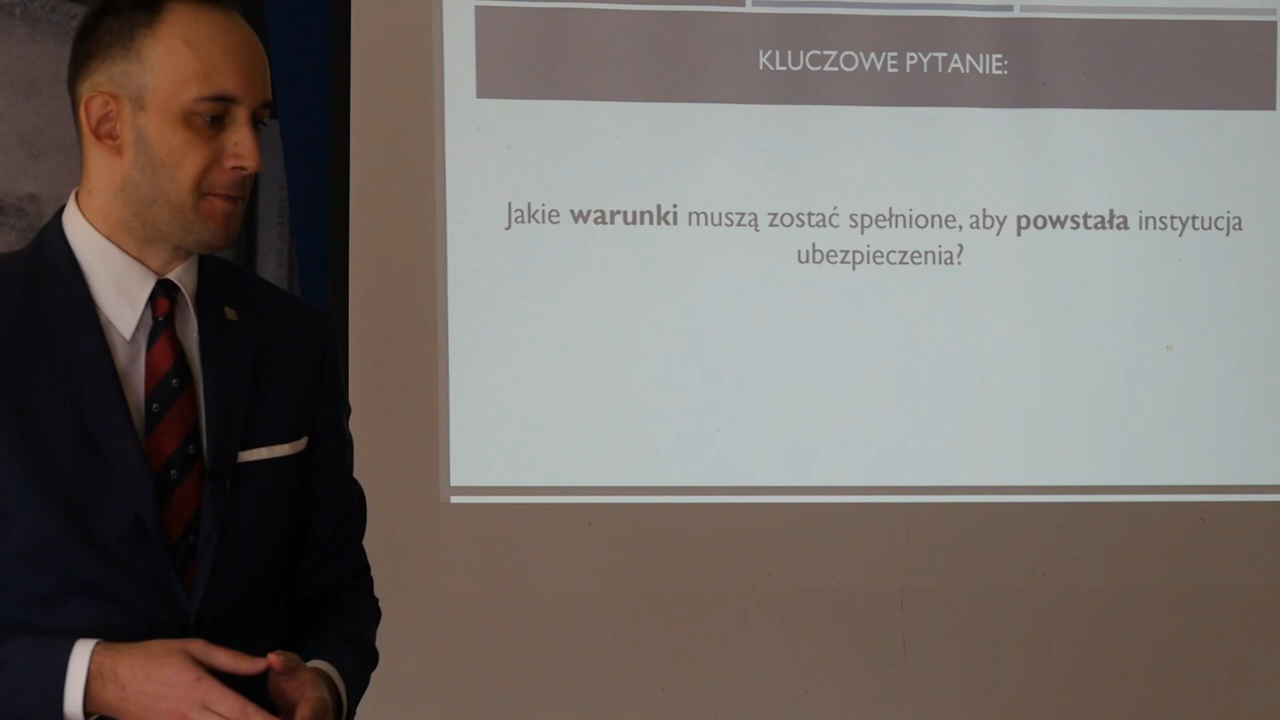 KLUCZOWE PYTANIE:
Jakie warunki muszą zostać spełnione, aby powstała instytucja
ubezpieczenia?